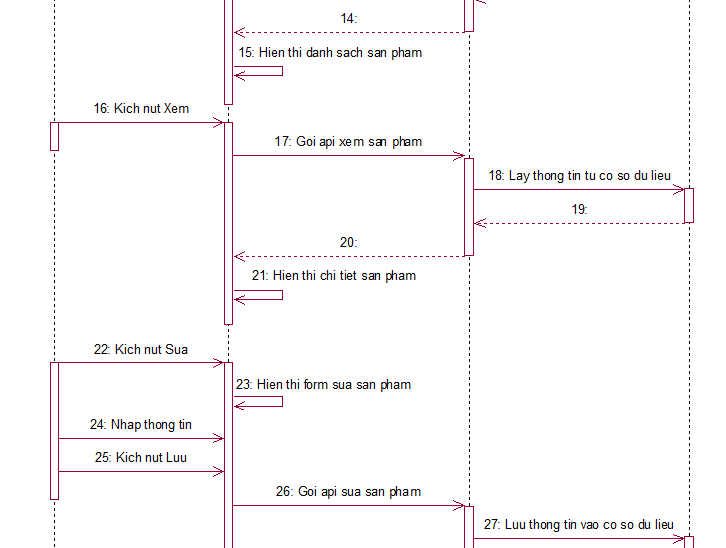 14:
15: Hien thi danh sach san pham
16: Kich nut Xem
17: Goi api xem san pham
18: Lay thong tin tu co so du lieu
19:
20:
21: Hien thi chi tiet san pham
22: Kich nut Sua
23: Hien thi form sua san pham
24: Nhap thong tin
25: Kich nut Luu
26: Goi api sua san pham
27: Luu thong tin vao co so du lieu